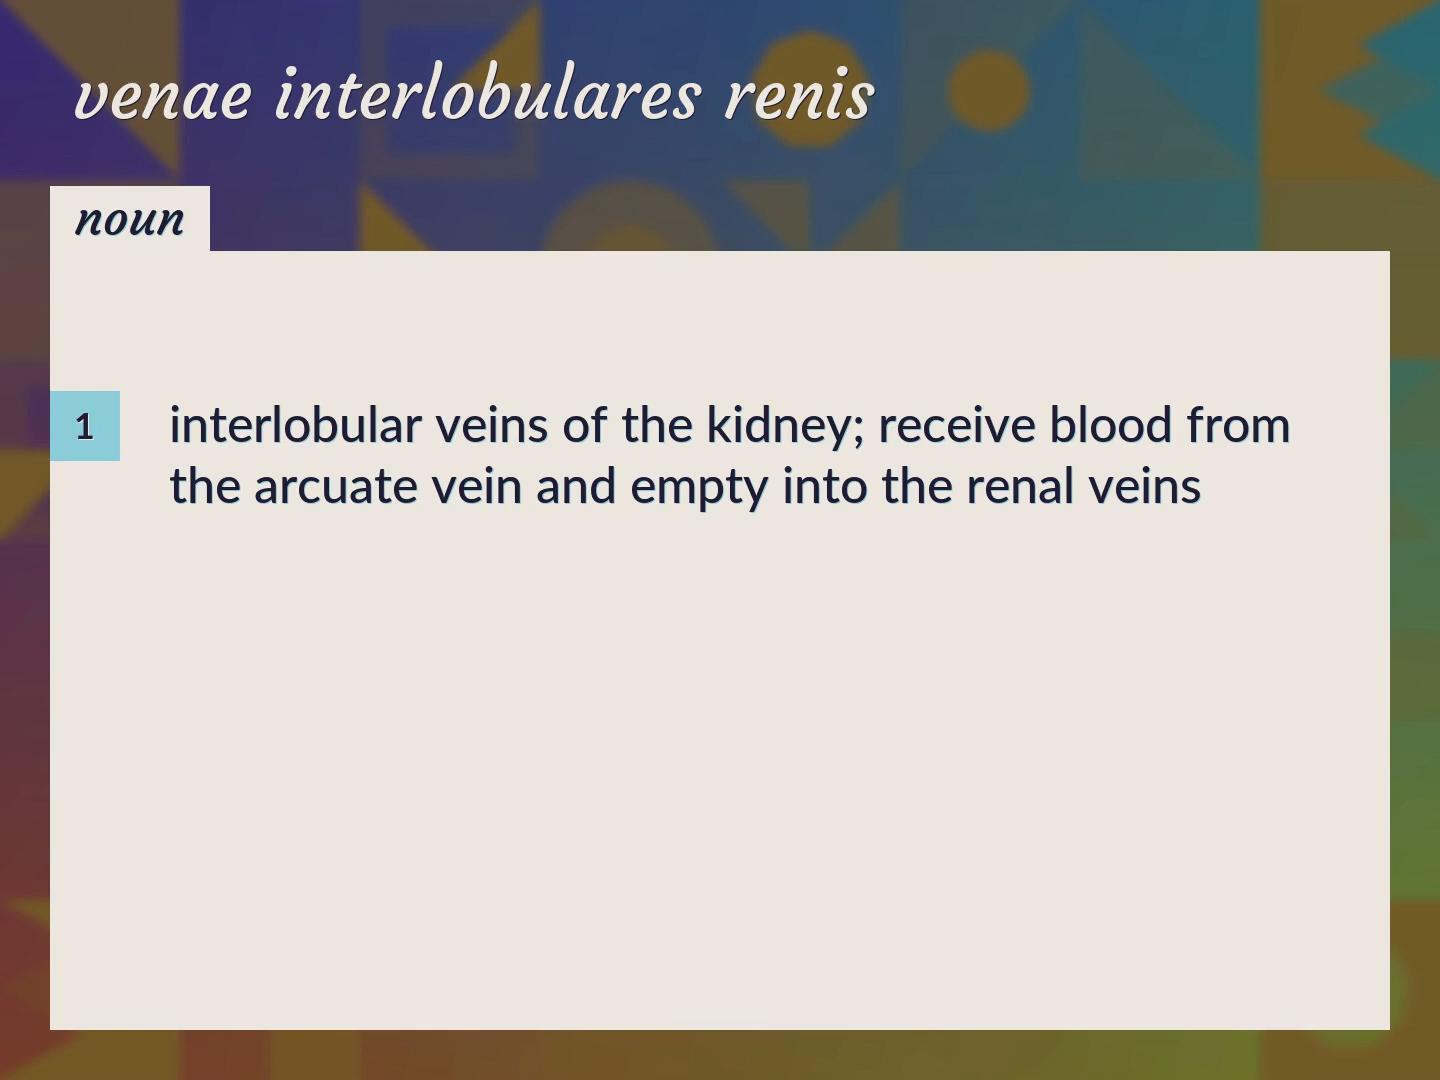 venae interlobulares renis
noun
1
interlobular veins of the kidney; receive blood from
the arcuate vein and empty into the renal veins